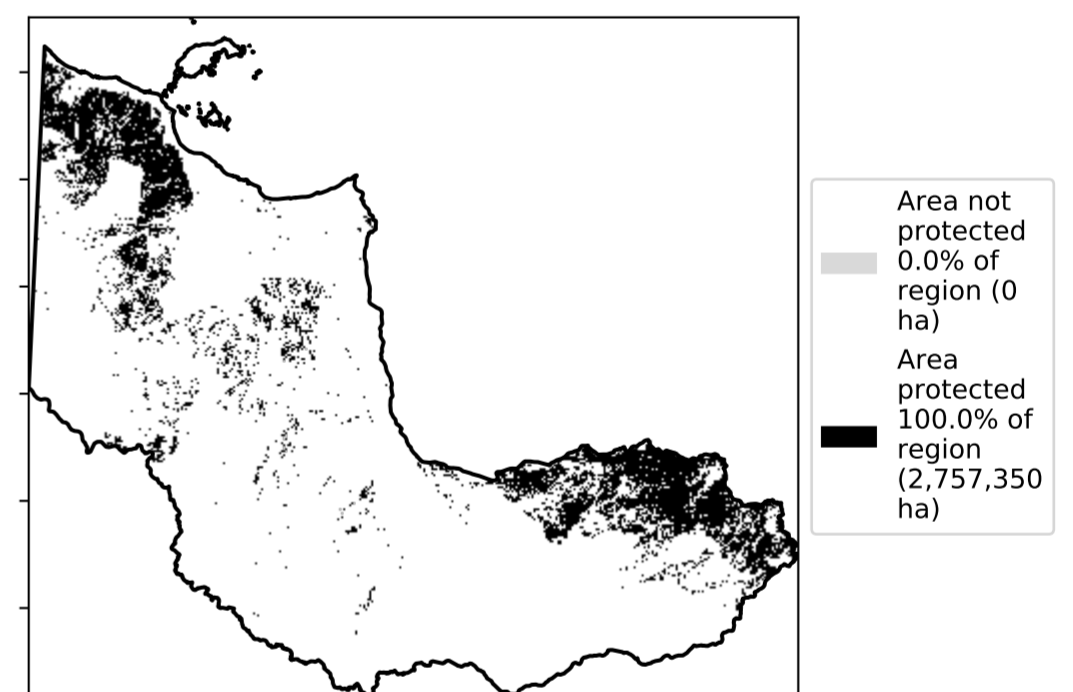 Area not
protected
0.0% of
region (0
ha)
Area
protected
100.0% of
region
(2,757,350
ha)